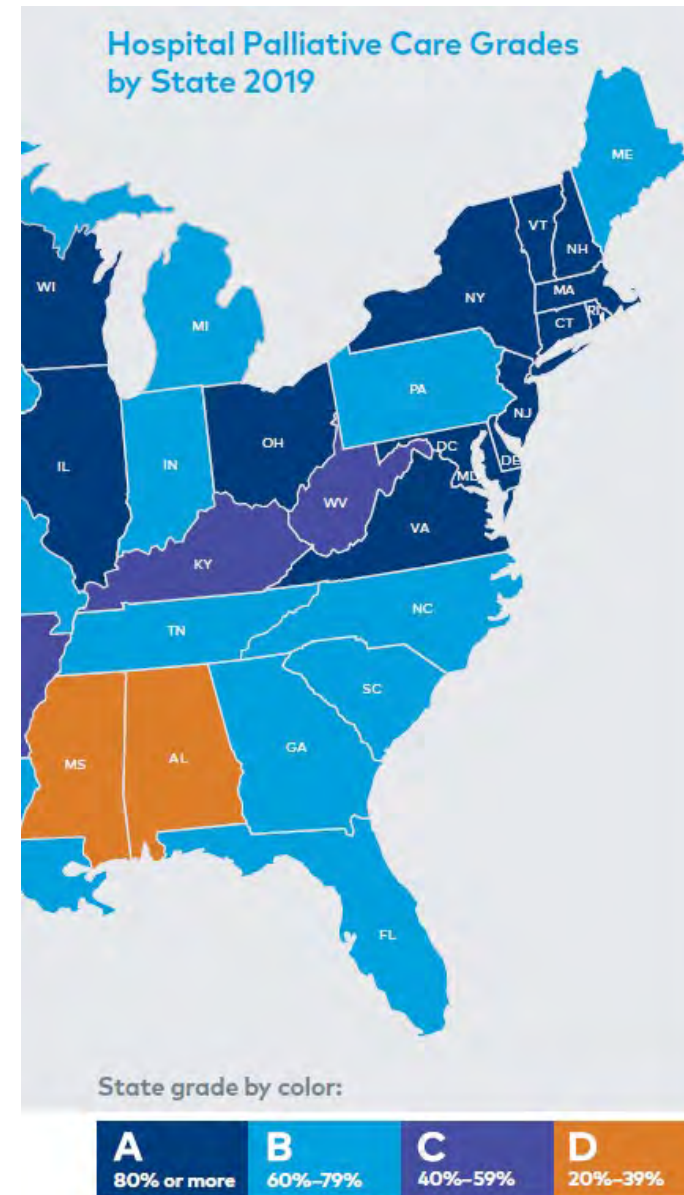 Hospital Palliative Care Grades
by State 2019
ME
VT
NH
WI
NY
MA
RI
CT
MI
PA
NJ
OH
DC
IL
IN
DE
MD
WV
VA
KY
NC
TN
SC
GA
MS
AL
FL
State grade by color:
A
B
C
D
80% or more
60%–79%
40%–59%
20%–39%